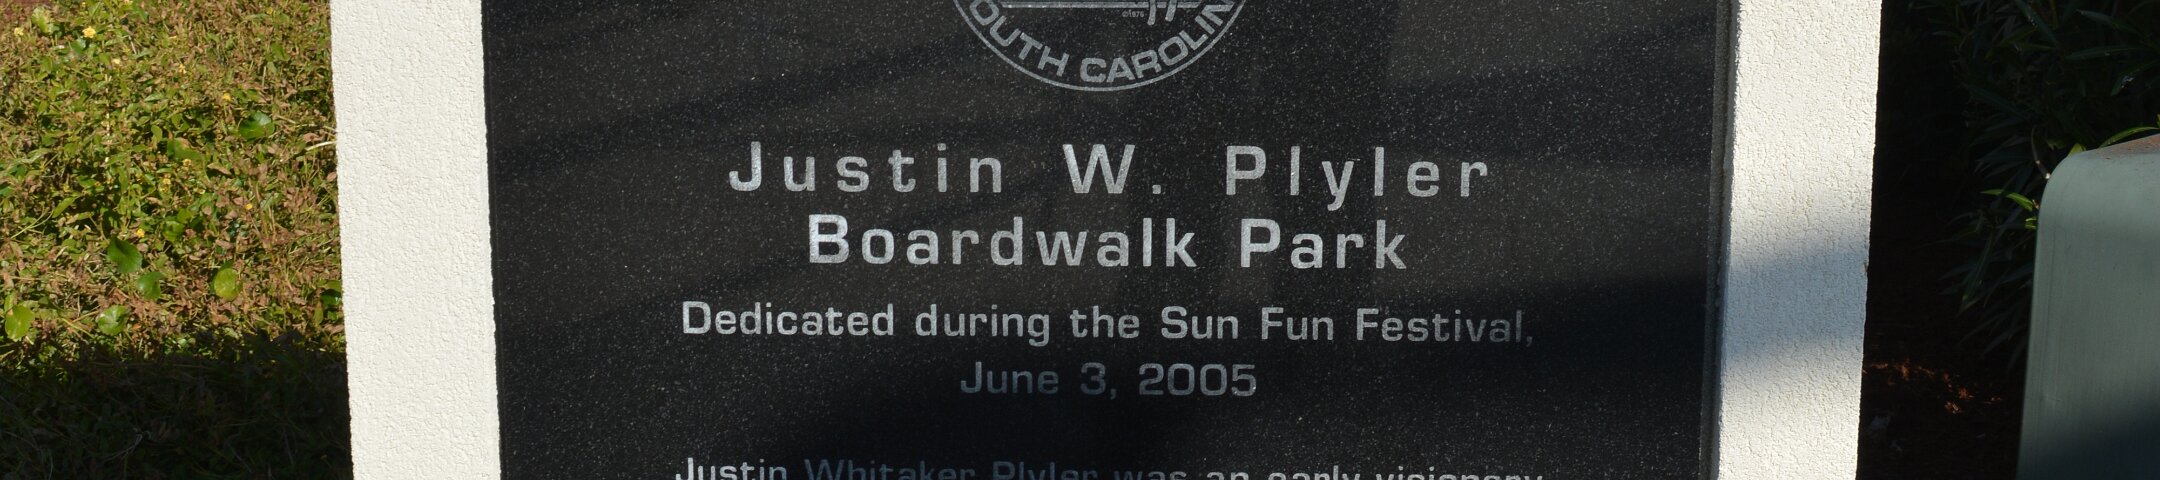 OUTH CAROLIN
Justin W. Plyler
Boardwalk Park
Dedicated during the Sun Fun Festival,
June 3, 2005
Justin Whitaker Plyler was an early visionary